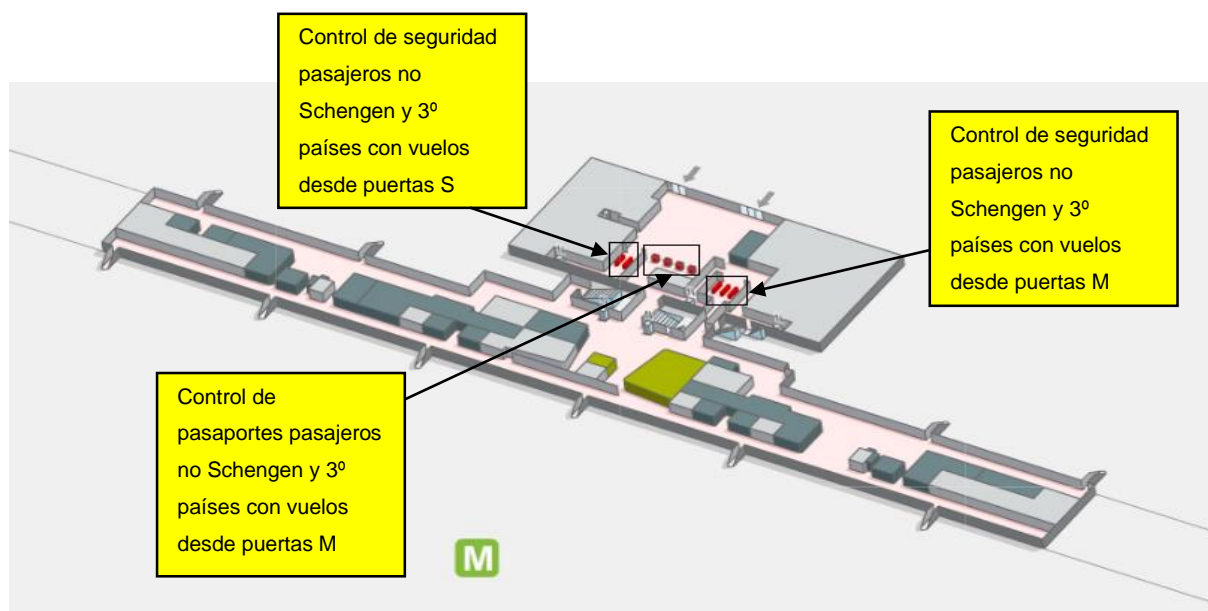 Control de seguridad
pasajeros no
Schengen y 3º
países con vuelos
desde puertas S
Control de seguridad
pasajeros no
Schengen y 3º
países con vuelos
desde puertas M
Control de
pasaportes pasajeros
no Schengen y 3º
países con vuelos
desde puertas M
M